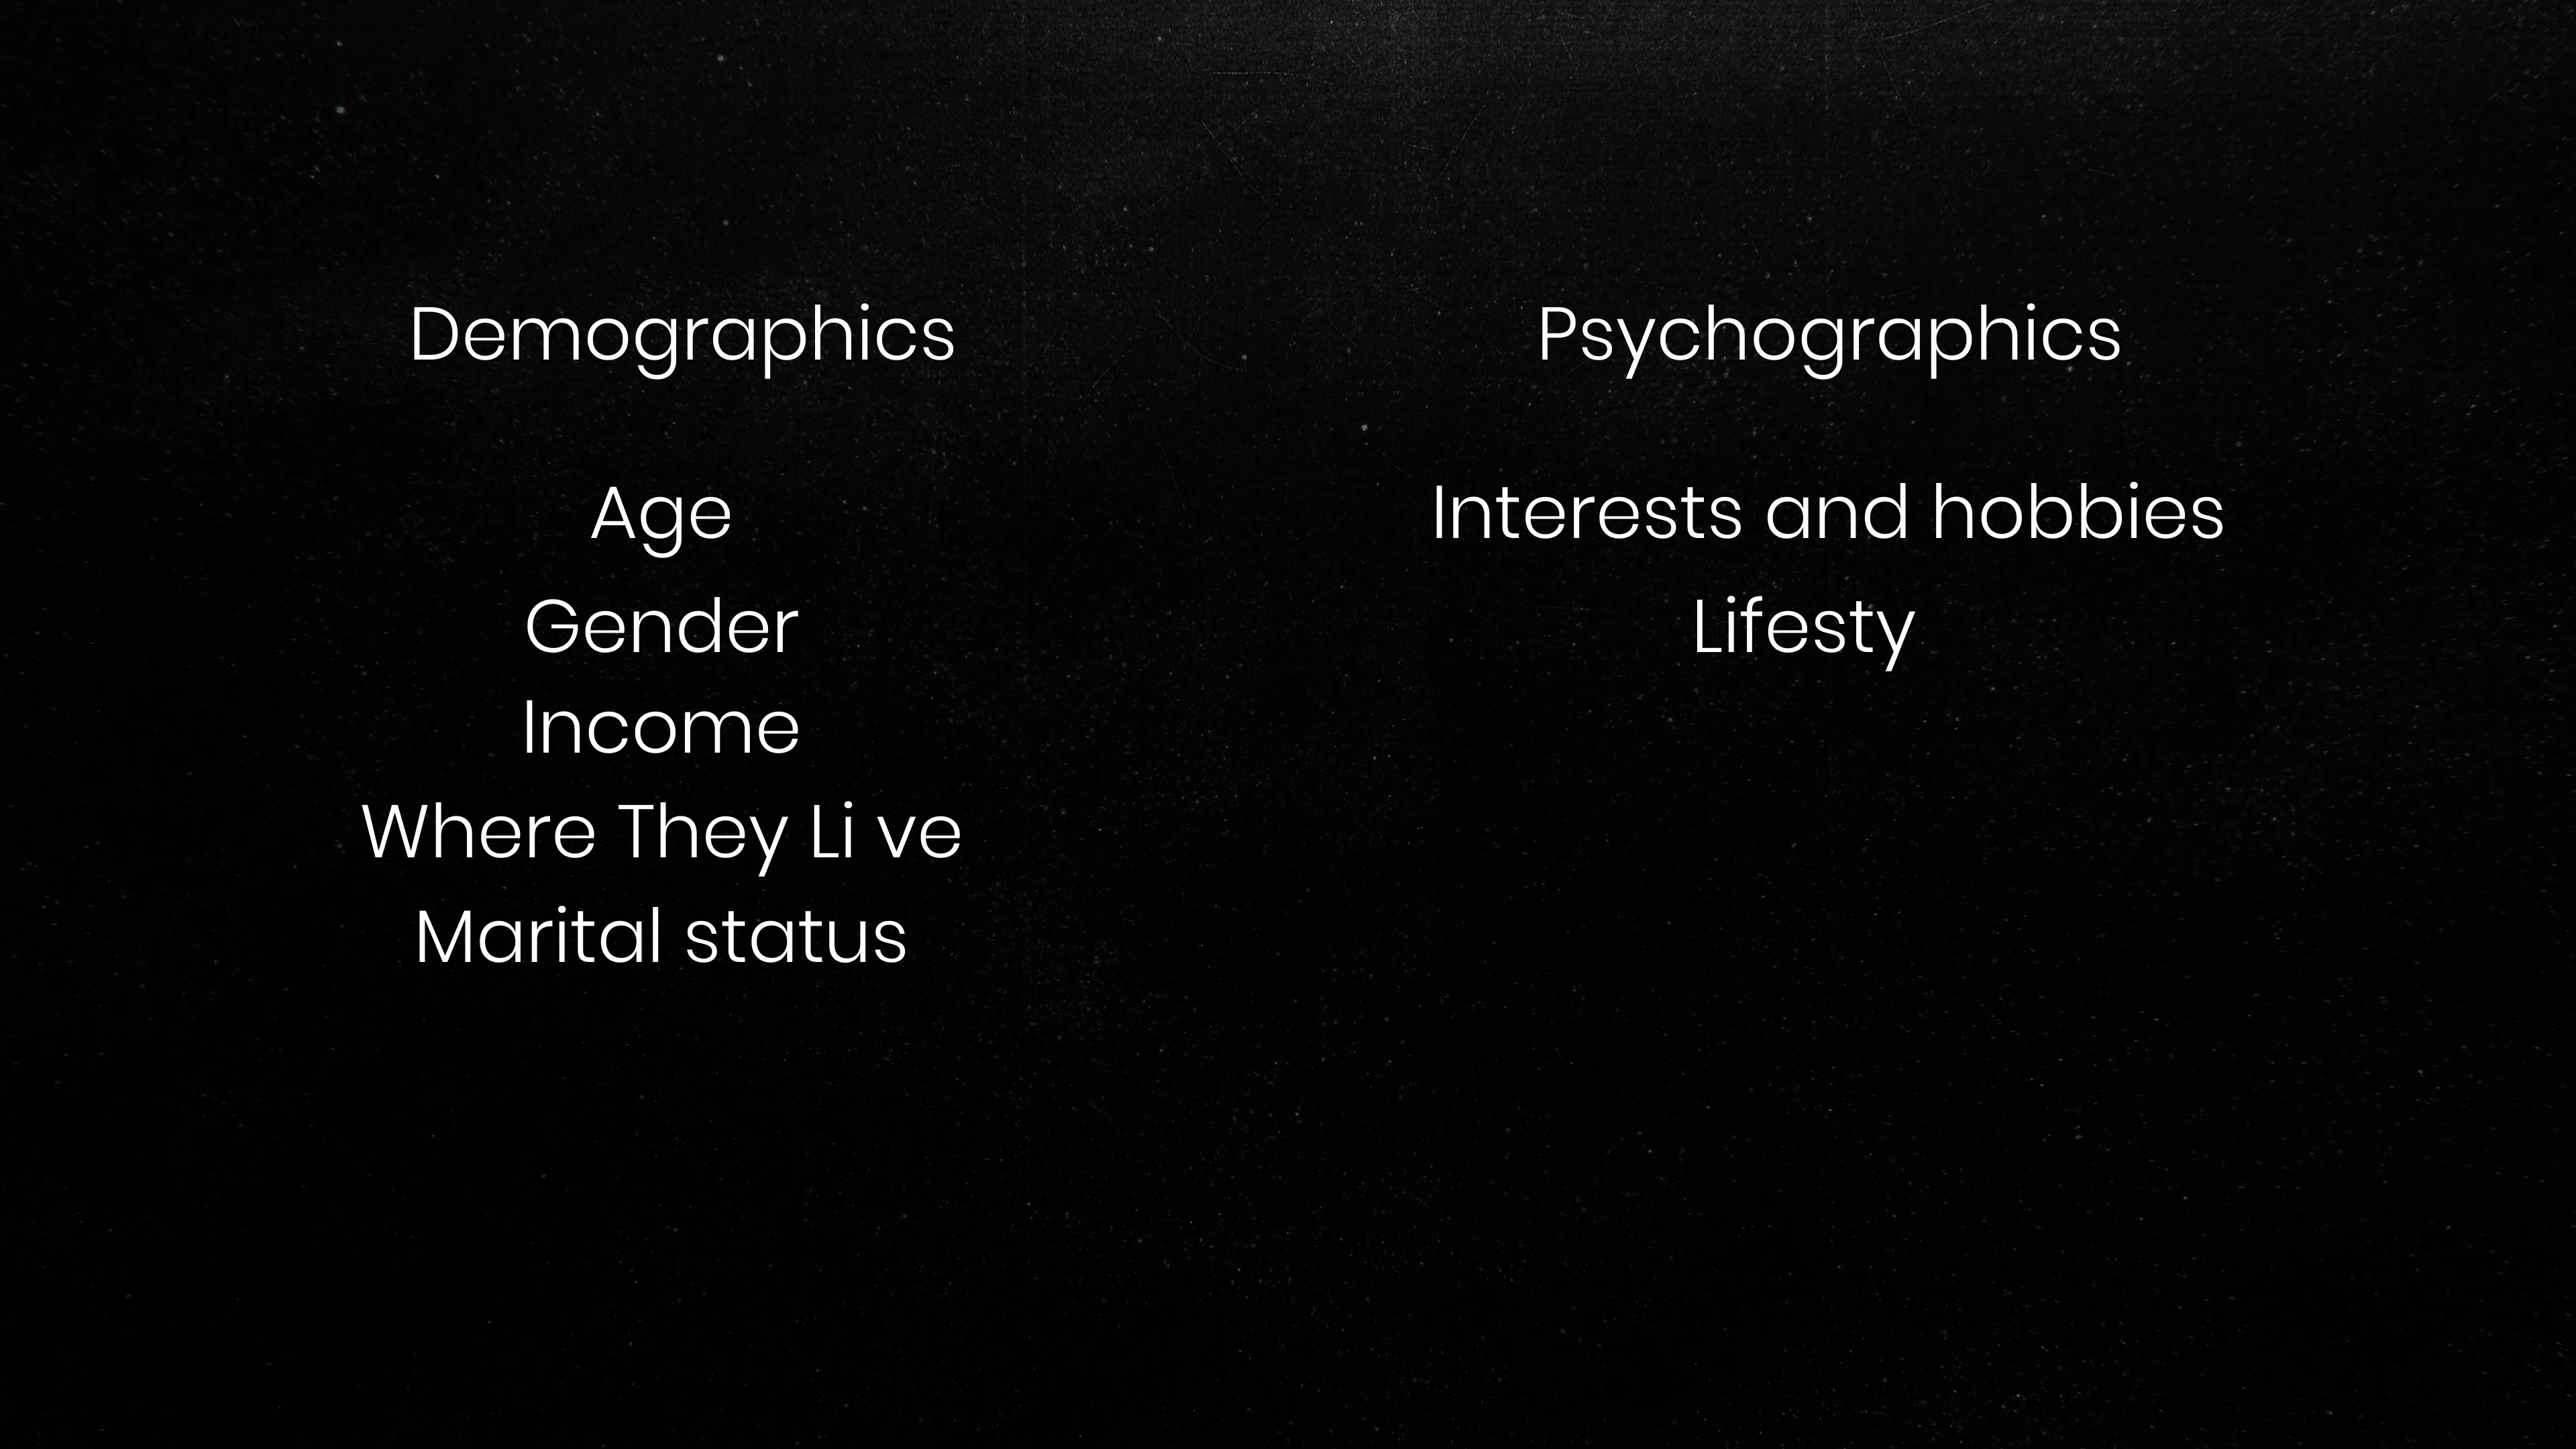 Demographics
Age
Gender
Income
Where They Li ve
Marital status
Psychographics
Interests and hobbies
Lifesty